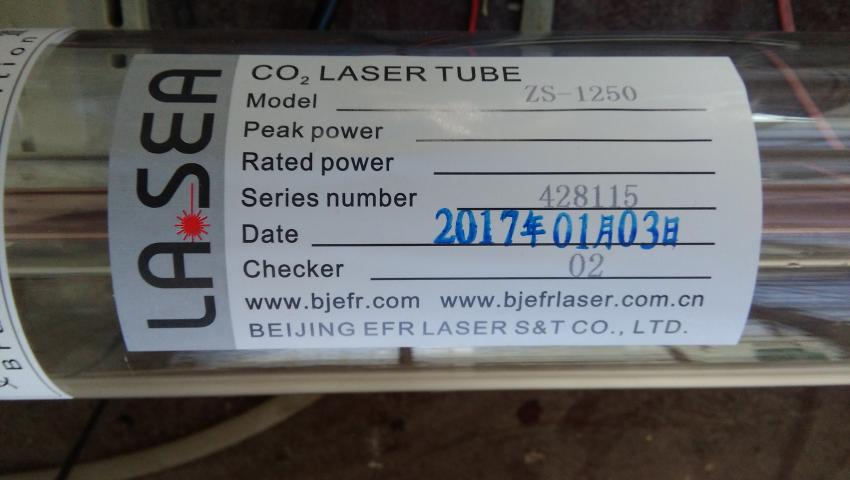 LASEA
CO₂ LASER TUBE
Model ZS-1250
Peak power
Rated power
Series number 428115
Date 2017年01月03日
Checker 02
www.bjefr.com www.bjefrlaser.com.cn
BEIJING EFR LASER S&T CO., LTD.